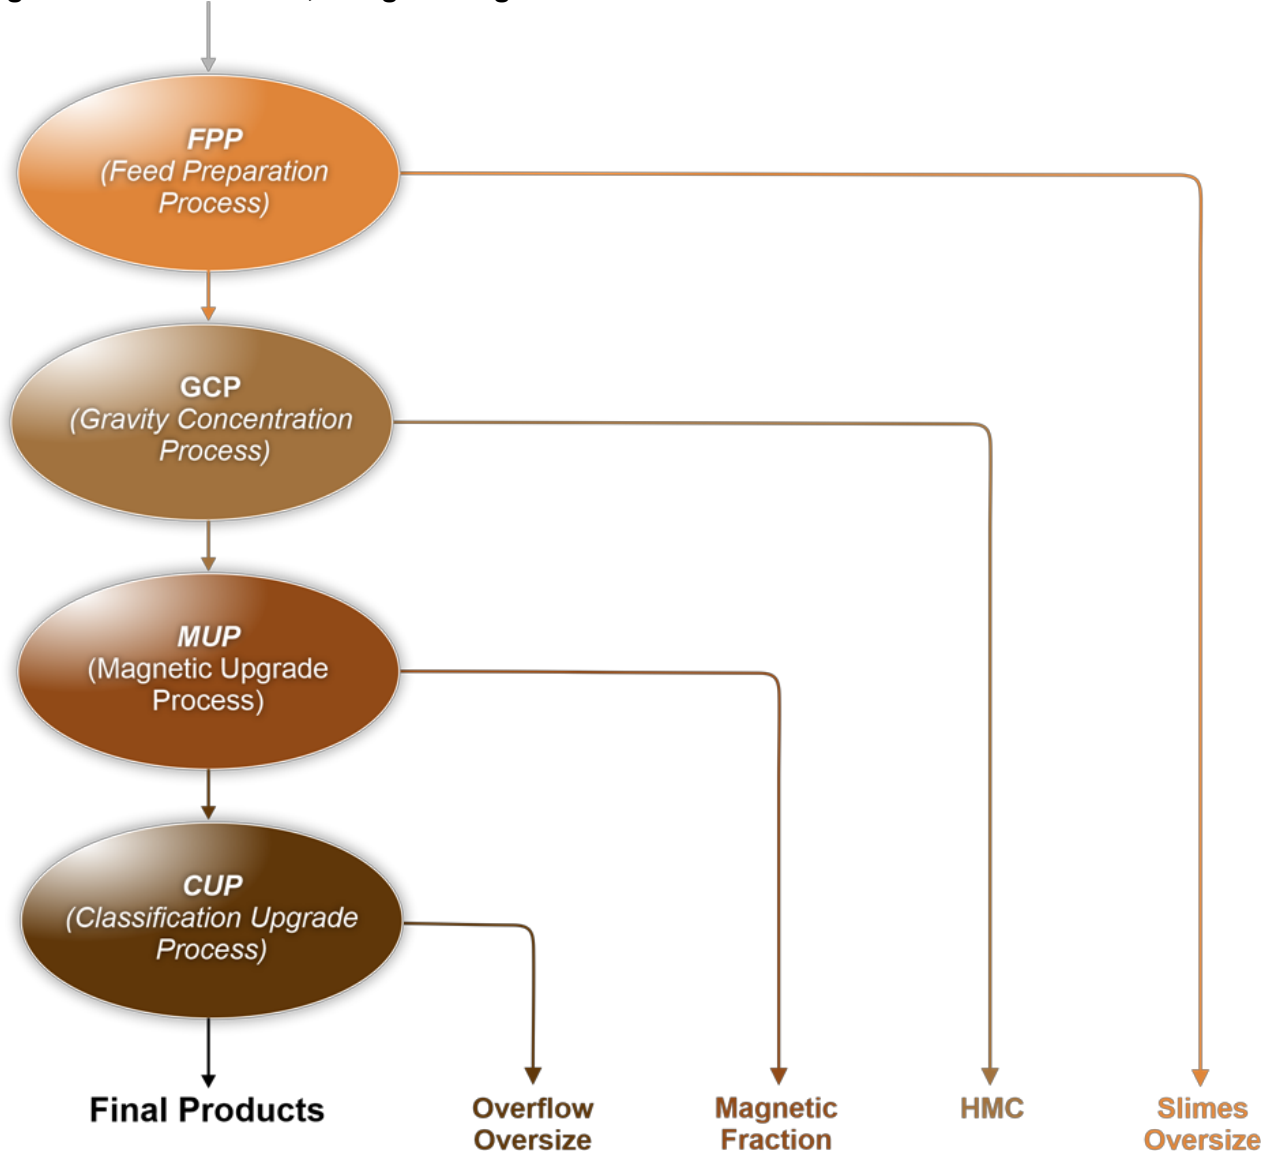 FPP
(Feed Preparation
Process)
GCP
(Gravity Concentration
Process)
MUP
(Magnetic Upgrade
Process)
CUP
(Classification Upgrade
Process)
Final Products
Overflow
Oversize
Magnetic
Fraction
HMC
Slimes
Oversize